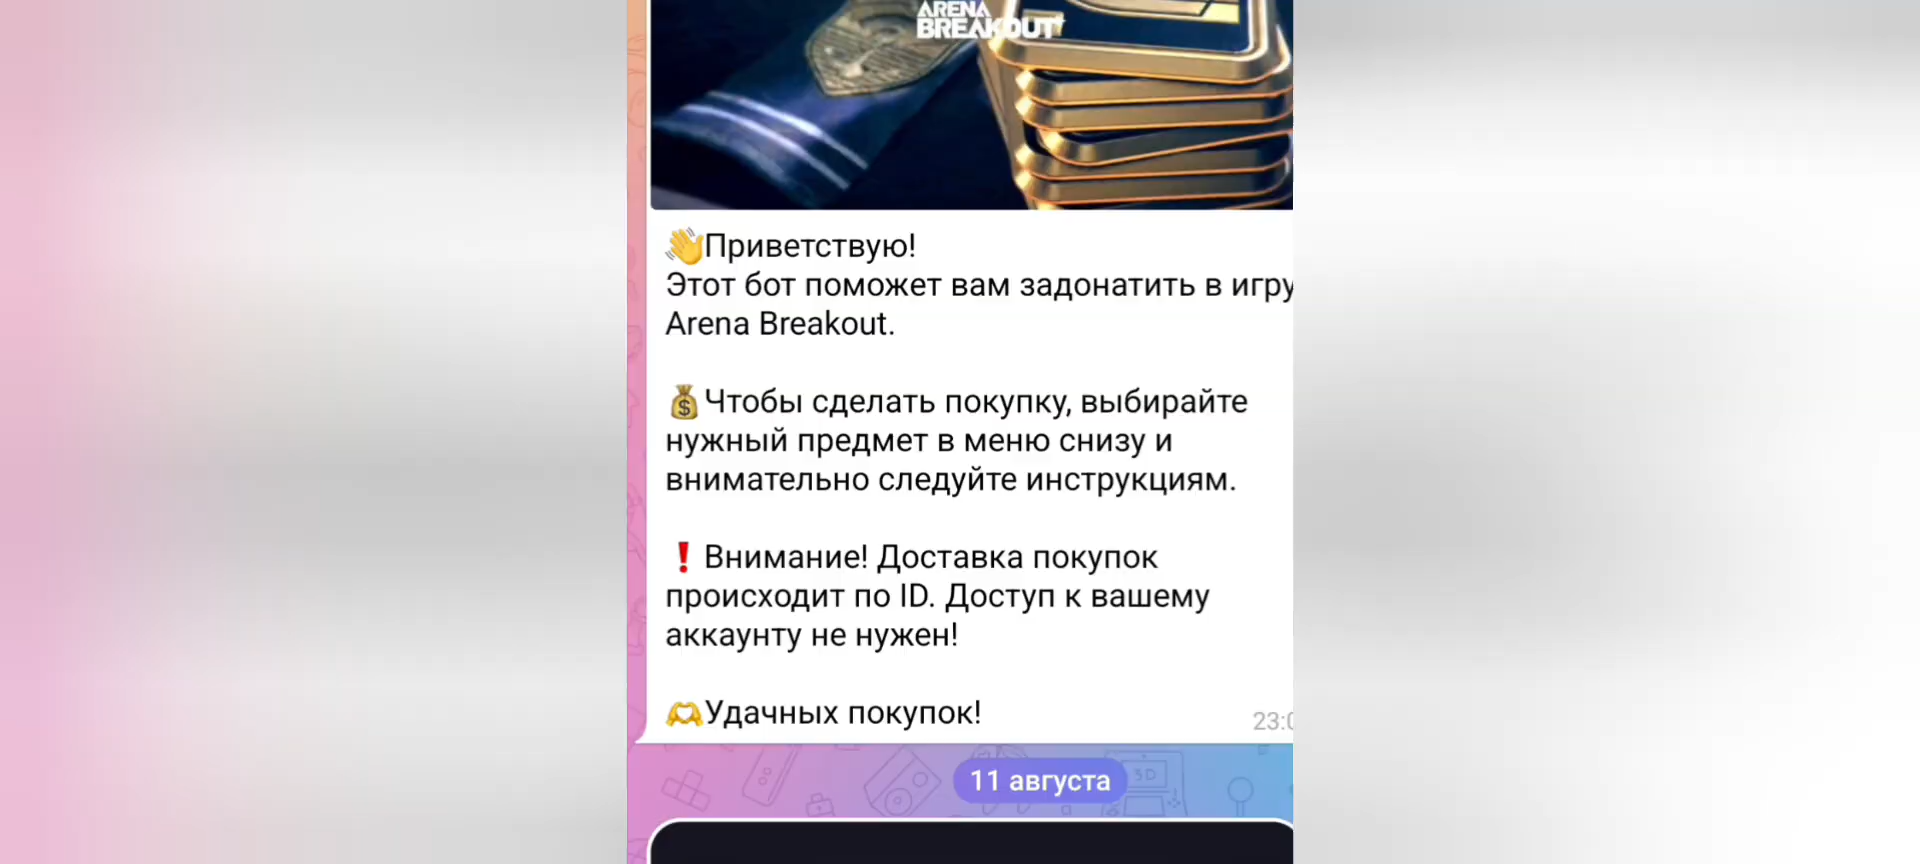 ARENA
BREAKOUT
👋Приветствую!
Этот бот поможет вам задонатить в игру
Arena Breakout.
💰Чтобы сделать покупку, выбирайте
нужный предмет в меню снизу и
внимательно следуйте инструкциям.
❗Внимание! Доставка покупок
происходит по ID. Доступ к вашему
аккаунту не нужен!
🫶Удачных покупок!
11 августа